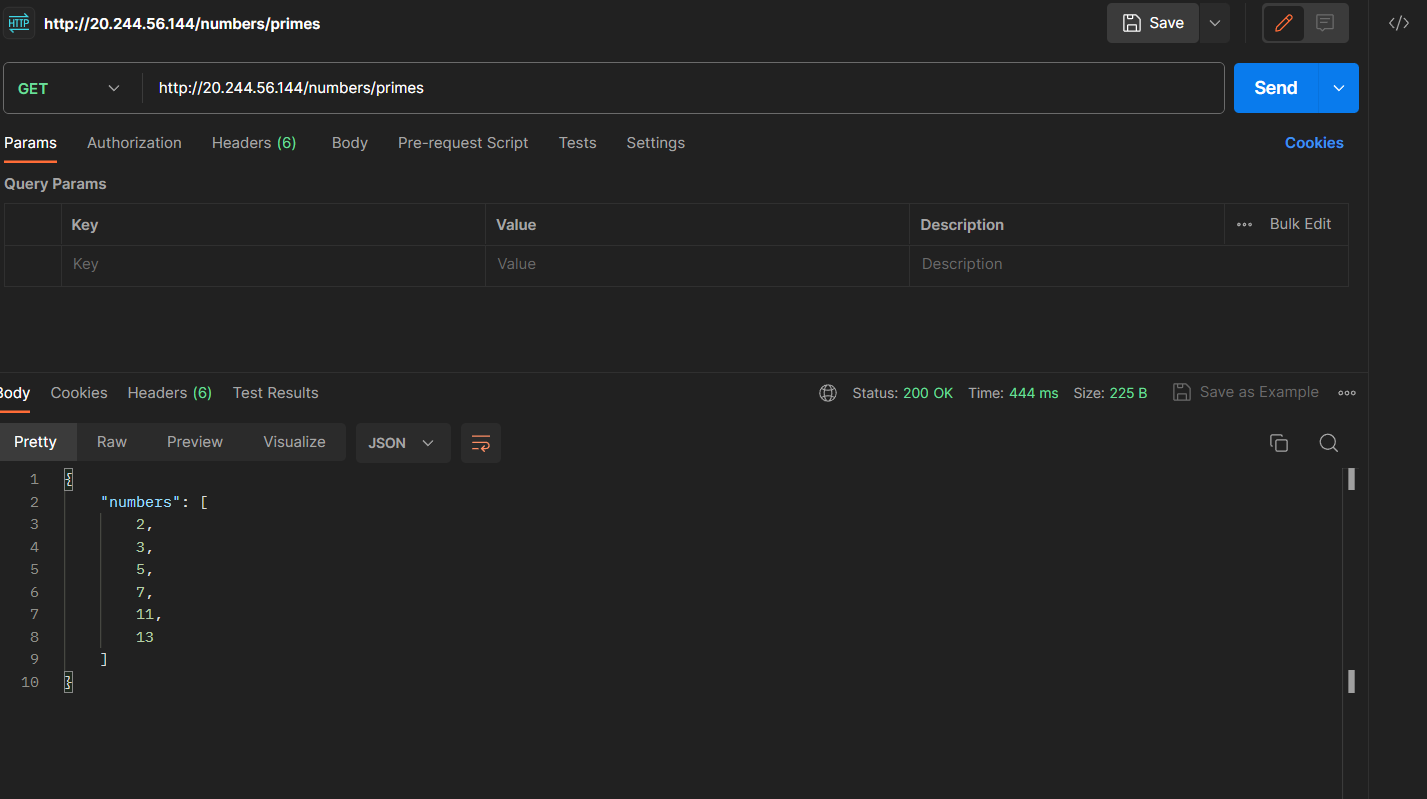 HTTP http://20.244.56.144/numbers/primes Save </>
GET http://20.244.56.144/numbers/primes Send
Params Authorization Headers (6) Body Pre-request Script Tests Settings Cookies
Query Params
Key Value Description Bulk Edit
Key Value Description
Body Cookies Headers (6) Test Results Status: 200 OK Time: 444 ms Size: 225 B Save as Example
Pretty Raw Preview Visualize JSON
1 {
2 "numbers": [
3 2,
4 3,
5 5,
6 7,
7 11,
8 13
9 ]
10 }